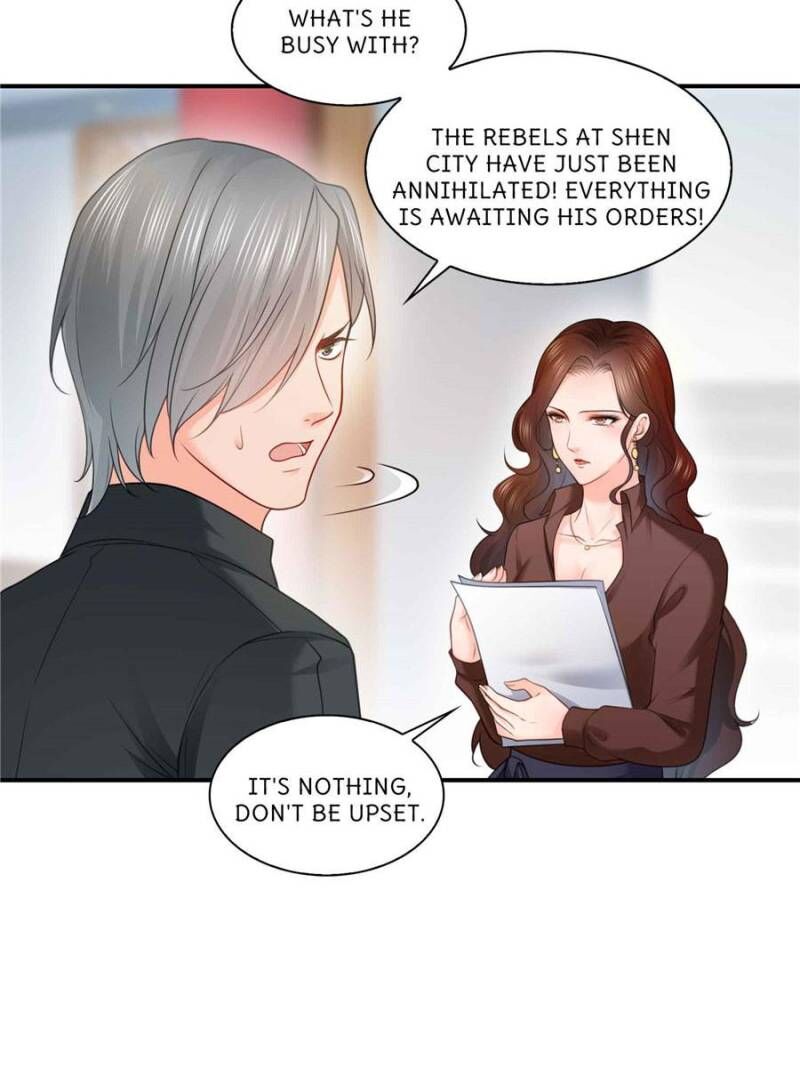 WHAT'S HE
BUSY WITH?
THE REBELS AT SHEN
CITY HAVE JUST BEEN
ANNIHILATED! EVERYTHING
IS AWAITING HIS ORDERS!
IT'S NOTHING,
DON'T BE UPSET.